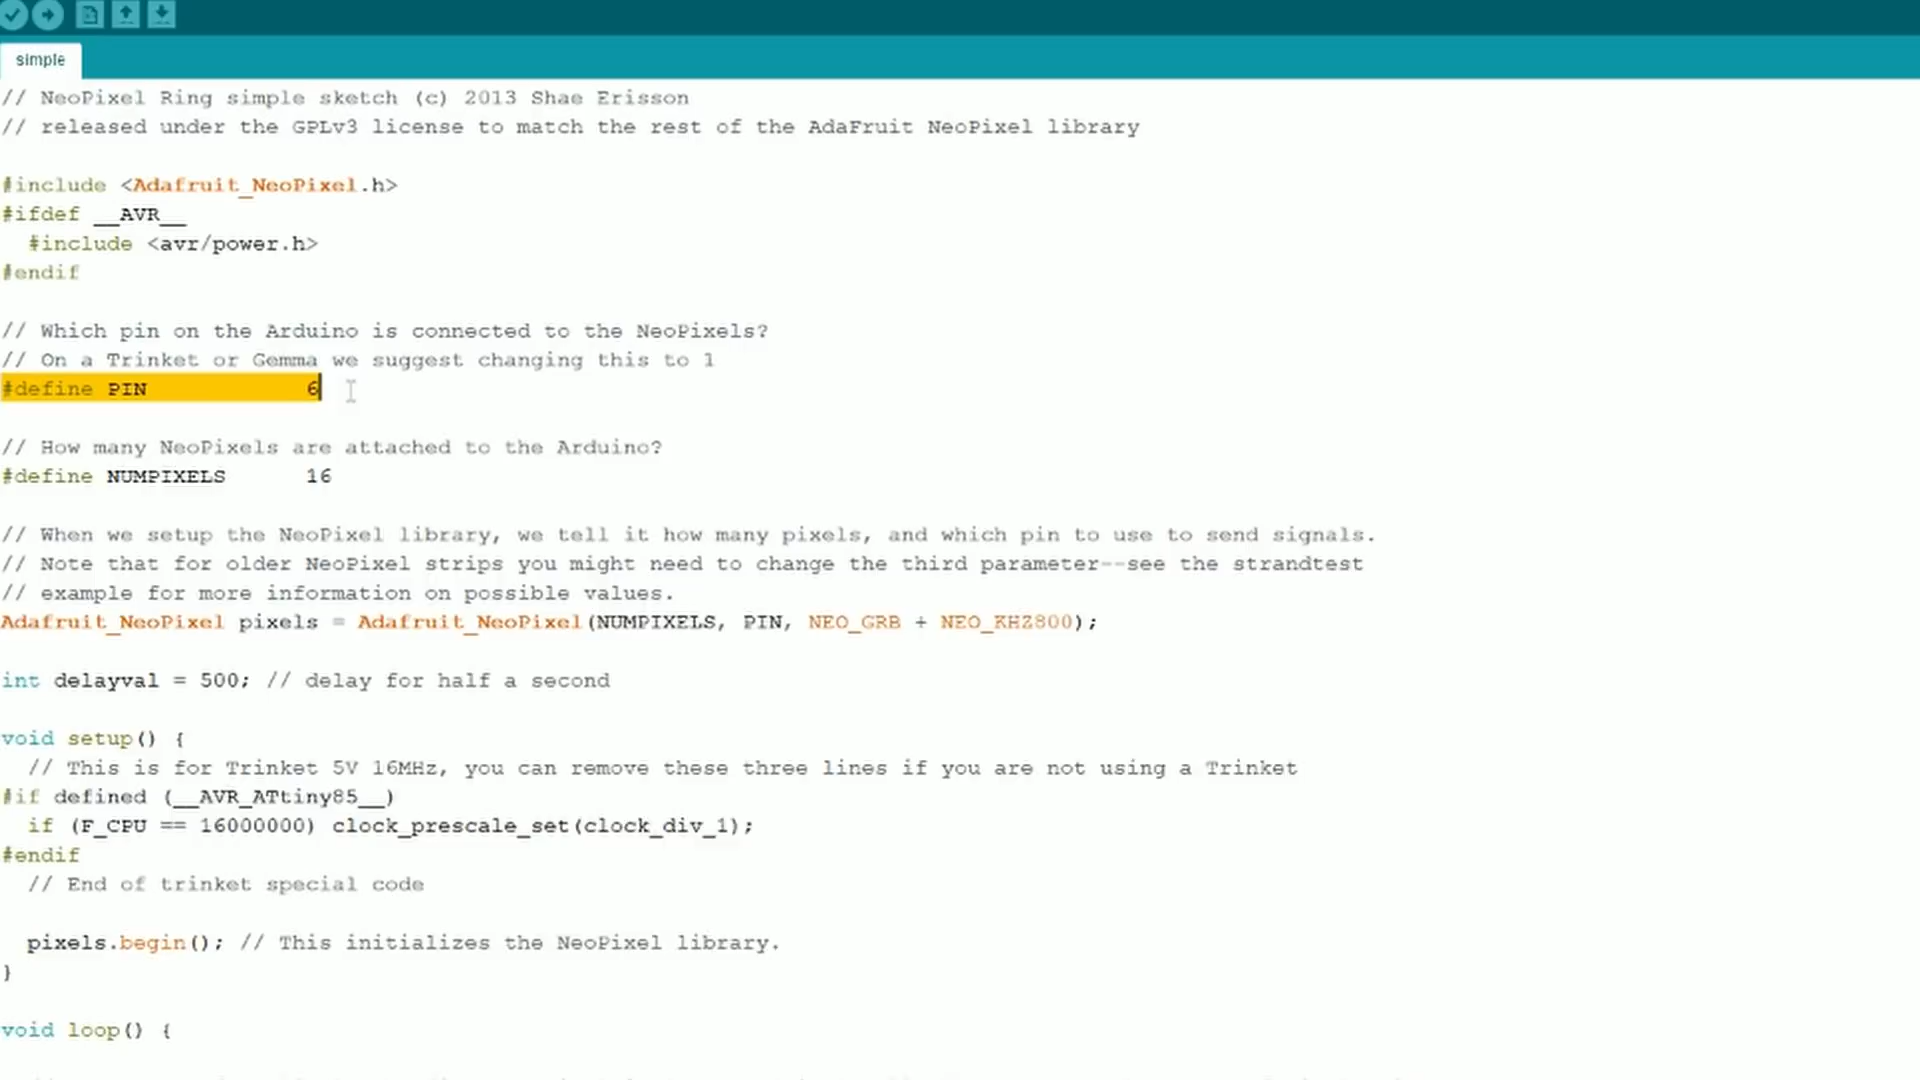 simple
// NeoPixel Ring simple sketch (c) 2013 Shae Erisson
// released under the GPLv3 license to match the rest of the AdaFruit NeoPixel library
#include <Adafruit_NeoPixel.h>
#ifdef __AVR__
#include <avr/power.h>
#endif
// Which pin on the Arduino is connected to the NeoPixels?
// On a Trinket or Gemma we suggest changing this to 1
#define PIN 6
// How many NeoPixels are attached to the Arduino?
#define NUMPIXELS 16
// When we setup the NeoPixel library, we tell it how many pixels, and which pin to use to send signals.
// Note that for older NeoPixel strips you might need to change the third parameter--see the strandtest
// example for more information on possible values.
Adafruit_NeoPixel pixels = Adafruit_NeoPixel(NUMPIXELS, PIN, NEO_GRB + NEO_KHZ800);
int delayval = 500; // delay for half a second
void setup() {
// This is for Trinket 5V 16MHz, you can remove these three lines if you are not using a Trinket
#if defined (__AVR_ATtiny85__)
if (F_CPU == 16000000) clock_prescale_set(clock_div_1);
#endif
// End of trinket special code
pixels.begin(); // This initializes the NeoPixel library.
}
void loop() {